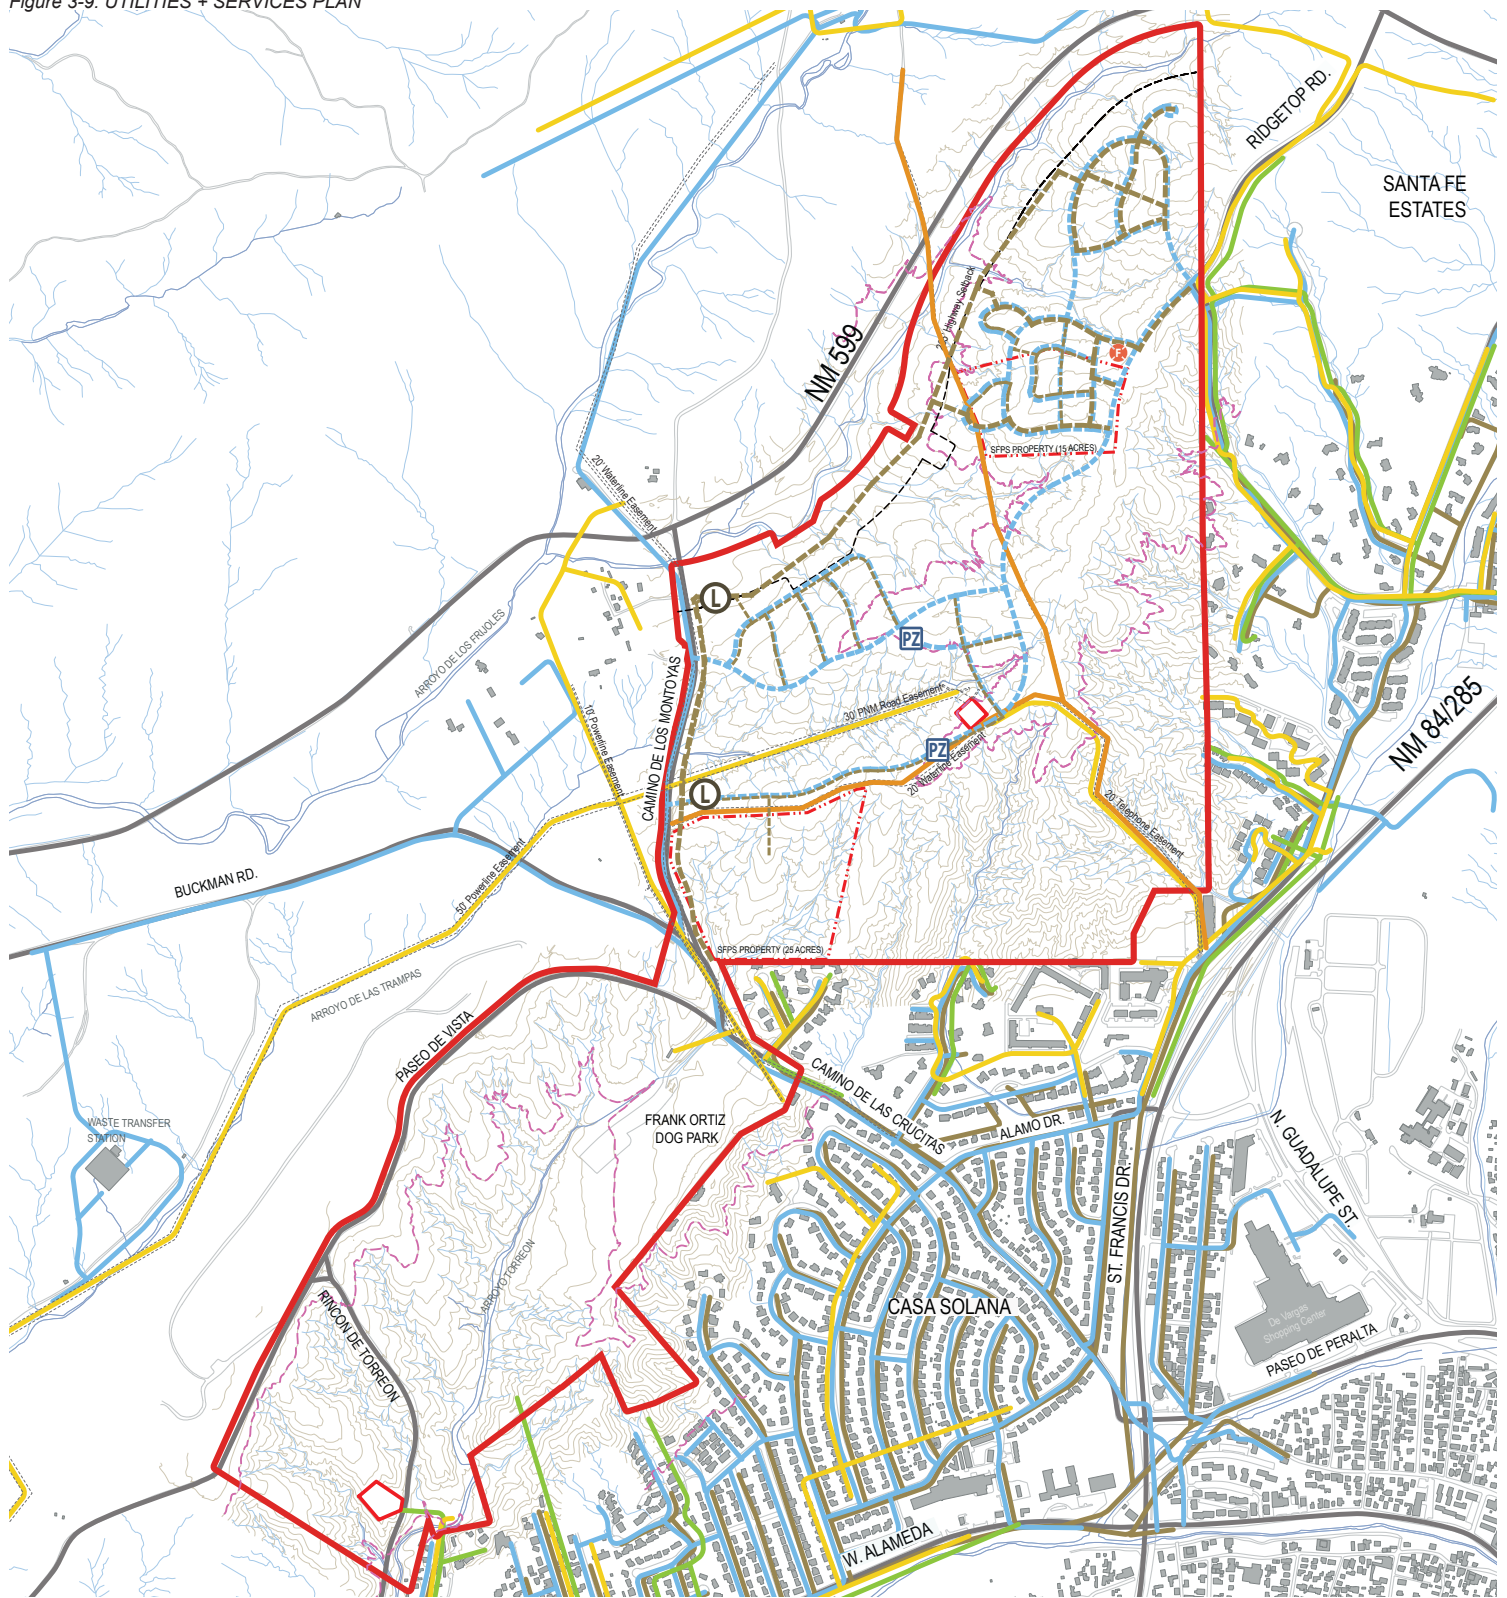 Figure 3-9. UTILITIES + SERVICES PLAN
RIDGETOP RD.
SANTA FE
ESTATES
Highway Setback
NM 599
F
SFPS PROPERTY (15 ACRES)
20' Waterline Easement
L
ARROYO DE LOS FRIJOLES
PZ
CAMINO DE LOS MONTOYAS
30' PNM Road Easement
10' Powerline Easement
NM 84/285
PZ
20' Waterline Easement
L
20' Telephone Easement
BUCKMAN RD.
50' Powerline Easement
SFPS PROPERTY (25 ACRES)
ARROYO DE LAS TRAMPAS
PASEO DE VISTA
CAMINO DE LAS CRUCITAS
WASTE TRANSFER
STATION
FRANK ORTIZ
DOG PARK
ALAMO DR.
N. GUADALUPE ST.
ST. FRANCIS DR.
ARROYO TORREON
RINCON DE TORREON
CASA SOLANA
De Vargas
Shopping Center
PASEO DE PERALTA
W. ALAMEDA